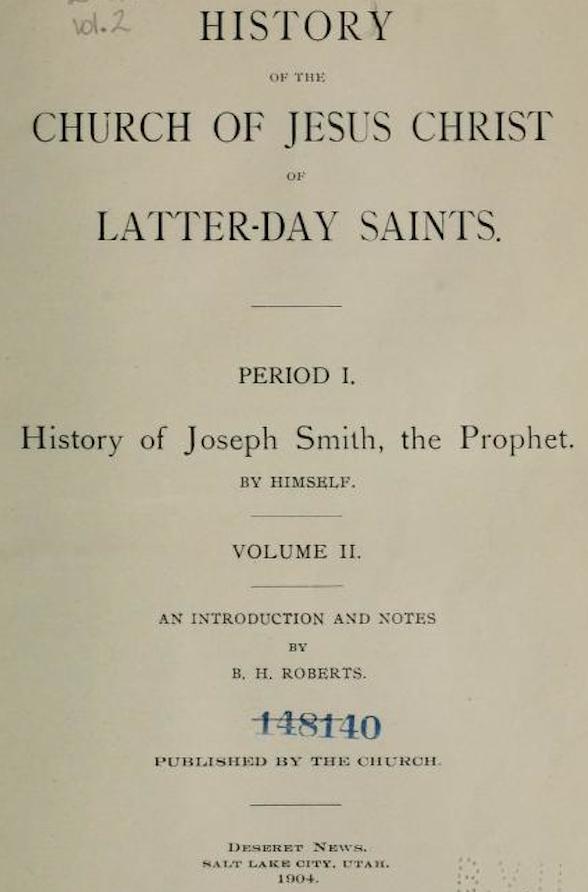 vol. 2
HISTORY
OF THE
CHURCH OF JESUS CHRIST
OF
LATTER-DAY SAINTS.
PERIOD I.
History of Joseph Smith, the Prophet.
BY HIMSELF.
VOLUME II.
AN INTRODUCTION AND NOTES
BY
B. H. ROBERTS.
148140
PUBLISHED BY THE CHURCH.
DESERET NEWS,
SALT LAKE CITY, UTAH.
1904.